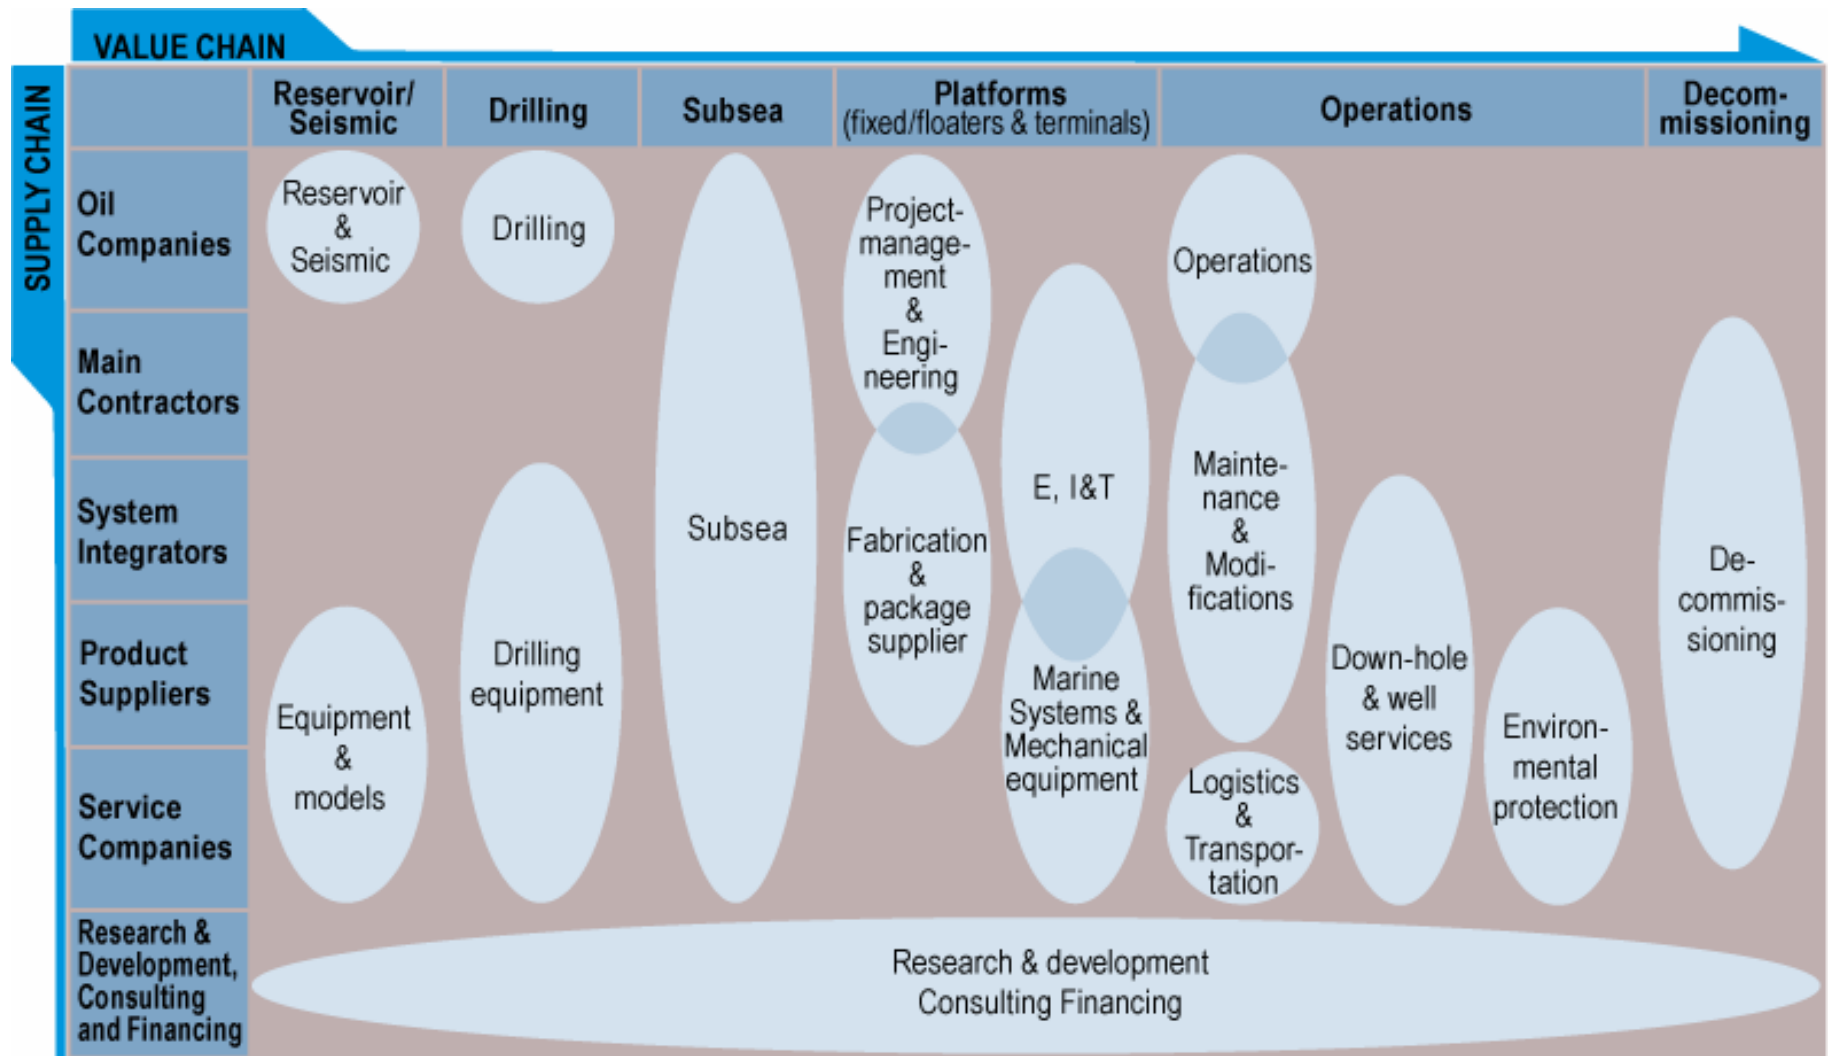 VALUE CHAIN
SUPPLY CHAIN
Reservoir/
Seismic
Drilling
Subsea
Platforms
(fixed/floaters & terminals)
Operations
Decom-
missioning
Oil
Companies
Reservoir
&
Seismic
Drilling
Project-
manage-
ment
&
Engi-
neering
Operations
Main
Contractors
System
Integrators
Subsea
E, I&T
Fabrication
&
package
supplier
Mainte-
nance
&
Modi-
fications
De-
commis-
sioning
Product
Suppliers
Equipment
&
models
Drilling
equipment
Marine
Systems &
Mechanical
equipment
Down-hole
& well
services
Environ-
mental
protection
Service
Companies
Logistics
&
Transpor-
tation
Research &
Development,
Consulting
and Financing
Research & development
Consulting Financing